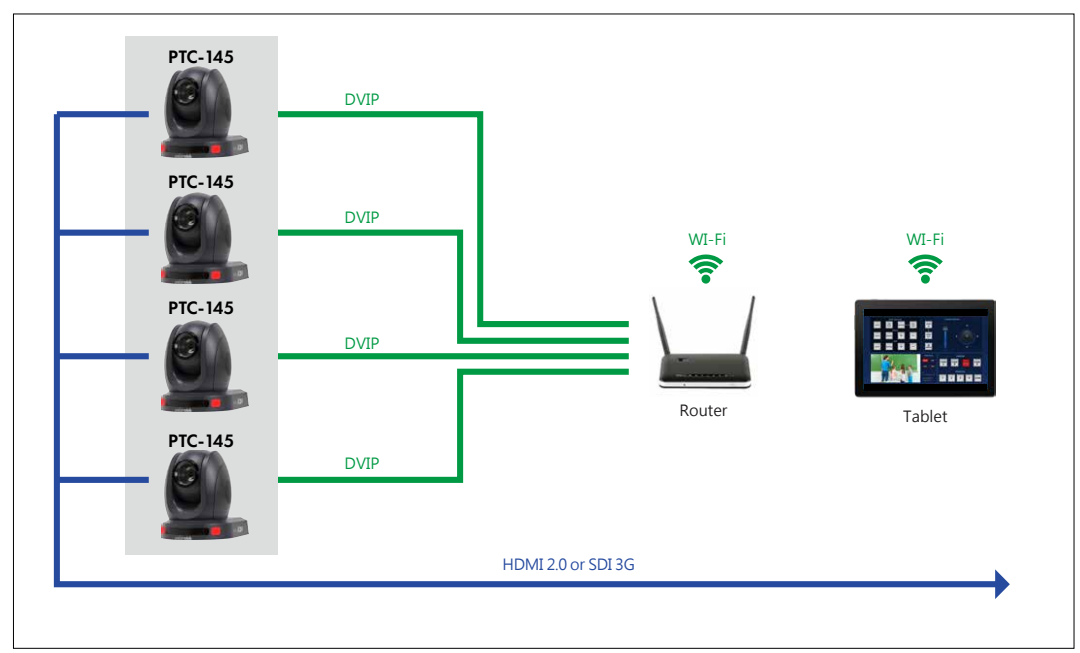 PTC-145
DVIP
PTC-145
DVIP
WI-Fi
WI-Fi
PTC-145
DVIP
Router
Tablet
PTC-145
DVIP
HDMI 2.0 or SDI 3G